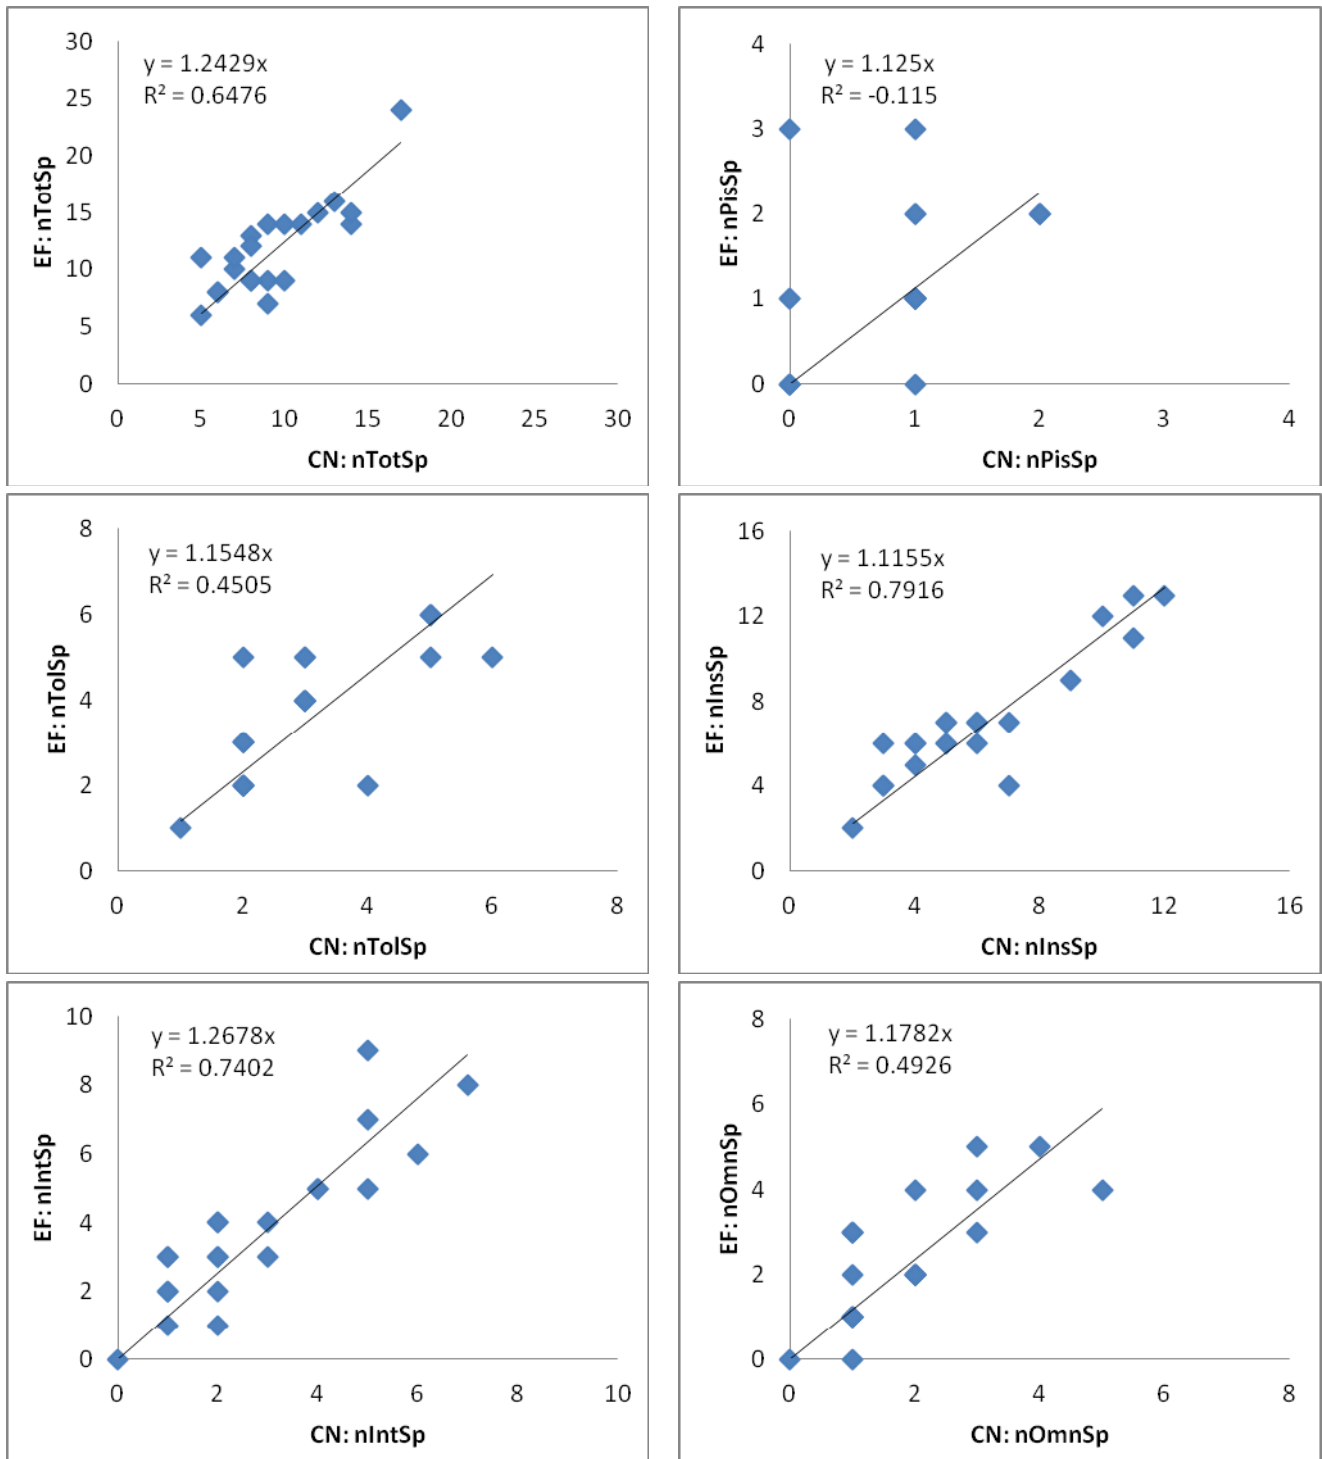 y = 1.2429x
R² = 0.6476
30
25
20
15
10
5
0
0 5 10 15 20 25 30
EF: nTotSp
CN: nTotSp
y = 1.125x
R² = -0.115
4
3
2
1
0
0 1 2 3 4
EF: nPisSp
CN: nPisSp
y = 1.1548x
R² = 0.4505
8
6
4
2
0
0 2 4 6 8
EF: nTolSp
CN: nTolSp
y = 1.1155x
R² = 0.7916
16
12
8
4
0
0 4 8 12 16
EF: nInsSp
CN: nInsSp
y = 1.2678x
R² = 0.7402
10
8
6
4
2
0
0 2 4 6 8 10
EF: nIntSp
CN: nIntSp
y = 1.1782x
R² = 0.4926
8
6
4
2
0
0 2 4 6 8
EF: nOmnSp
CN: nOmnSp